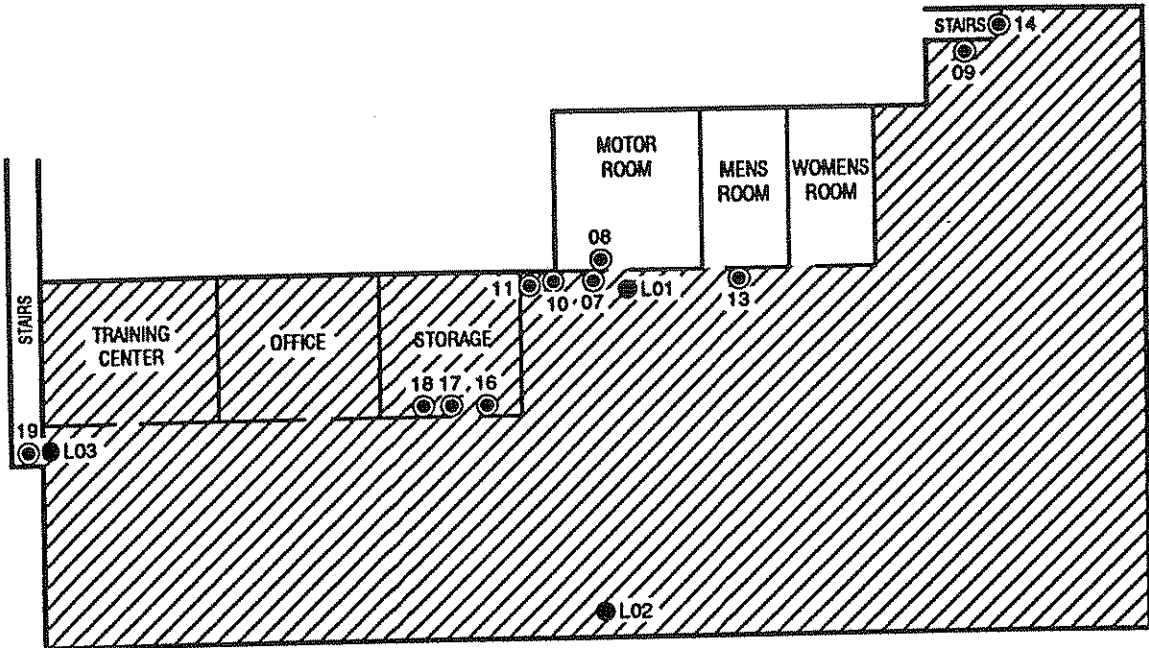 STAIRS 14
09
MOTOR
ROOM
MENS
ROOM
WOMENS
ROOM
08
11
10
07
L01
13
STAIRS
TRAINING
CENTER
OFFICE
STORAGE
18 17 16
19
L03
L02